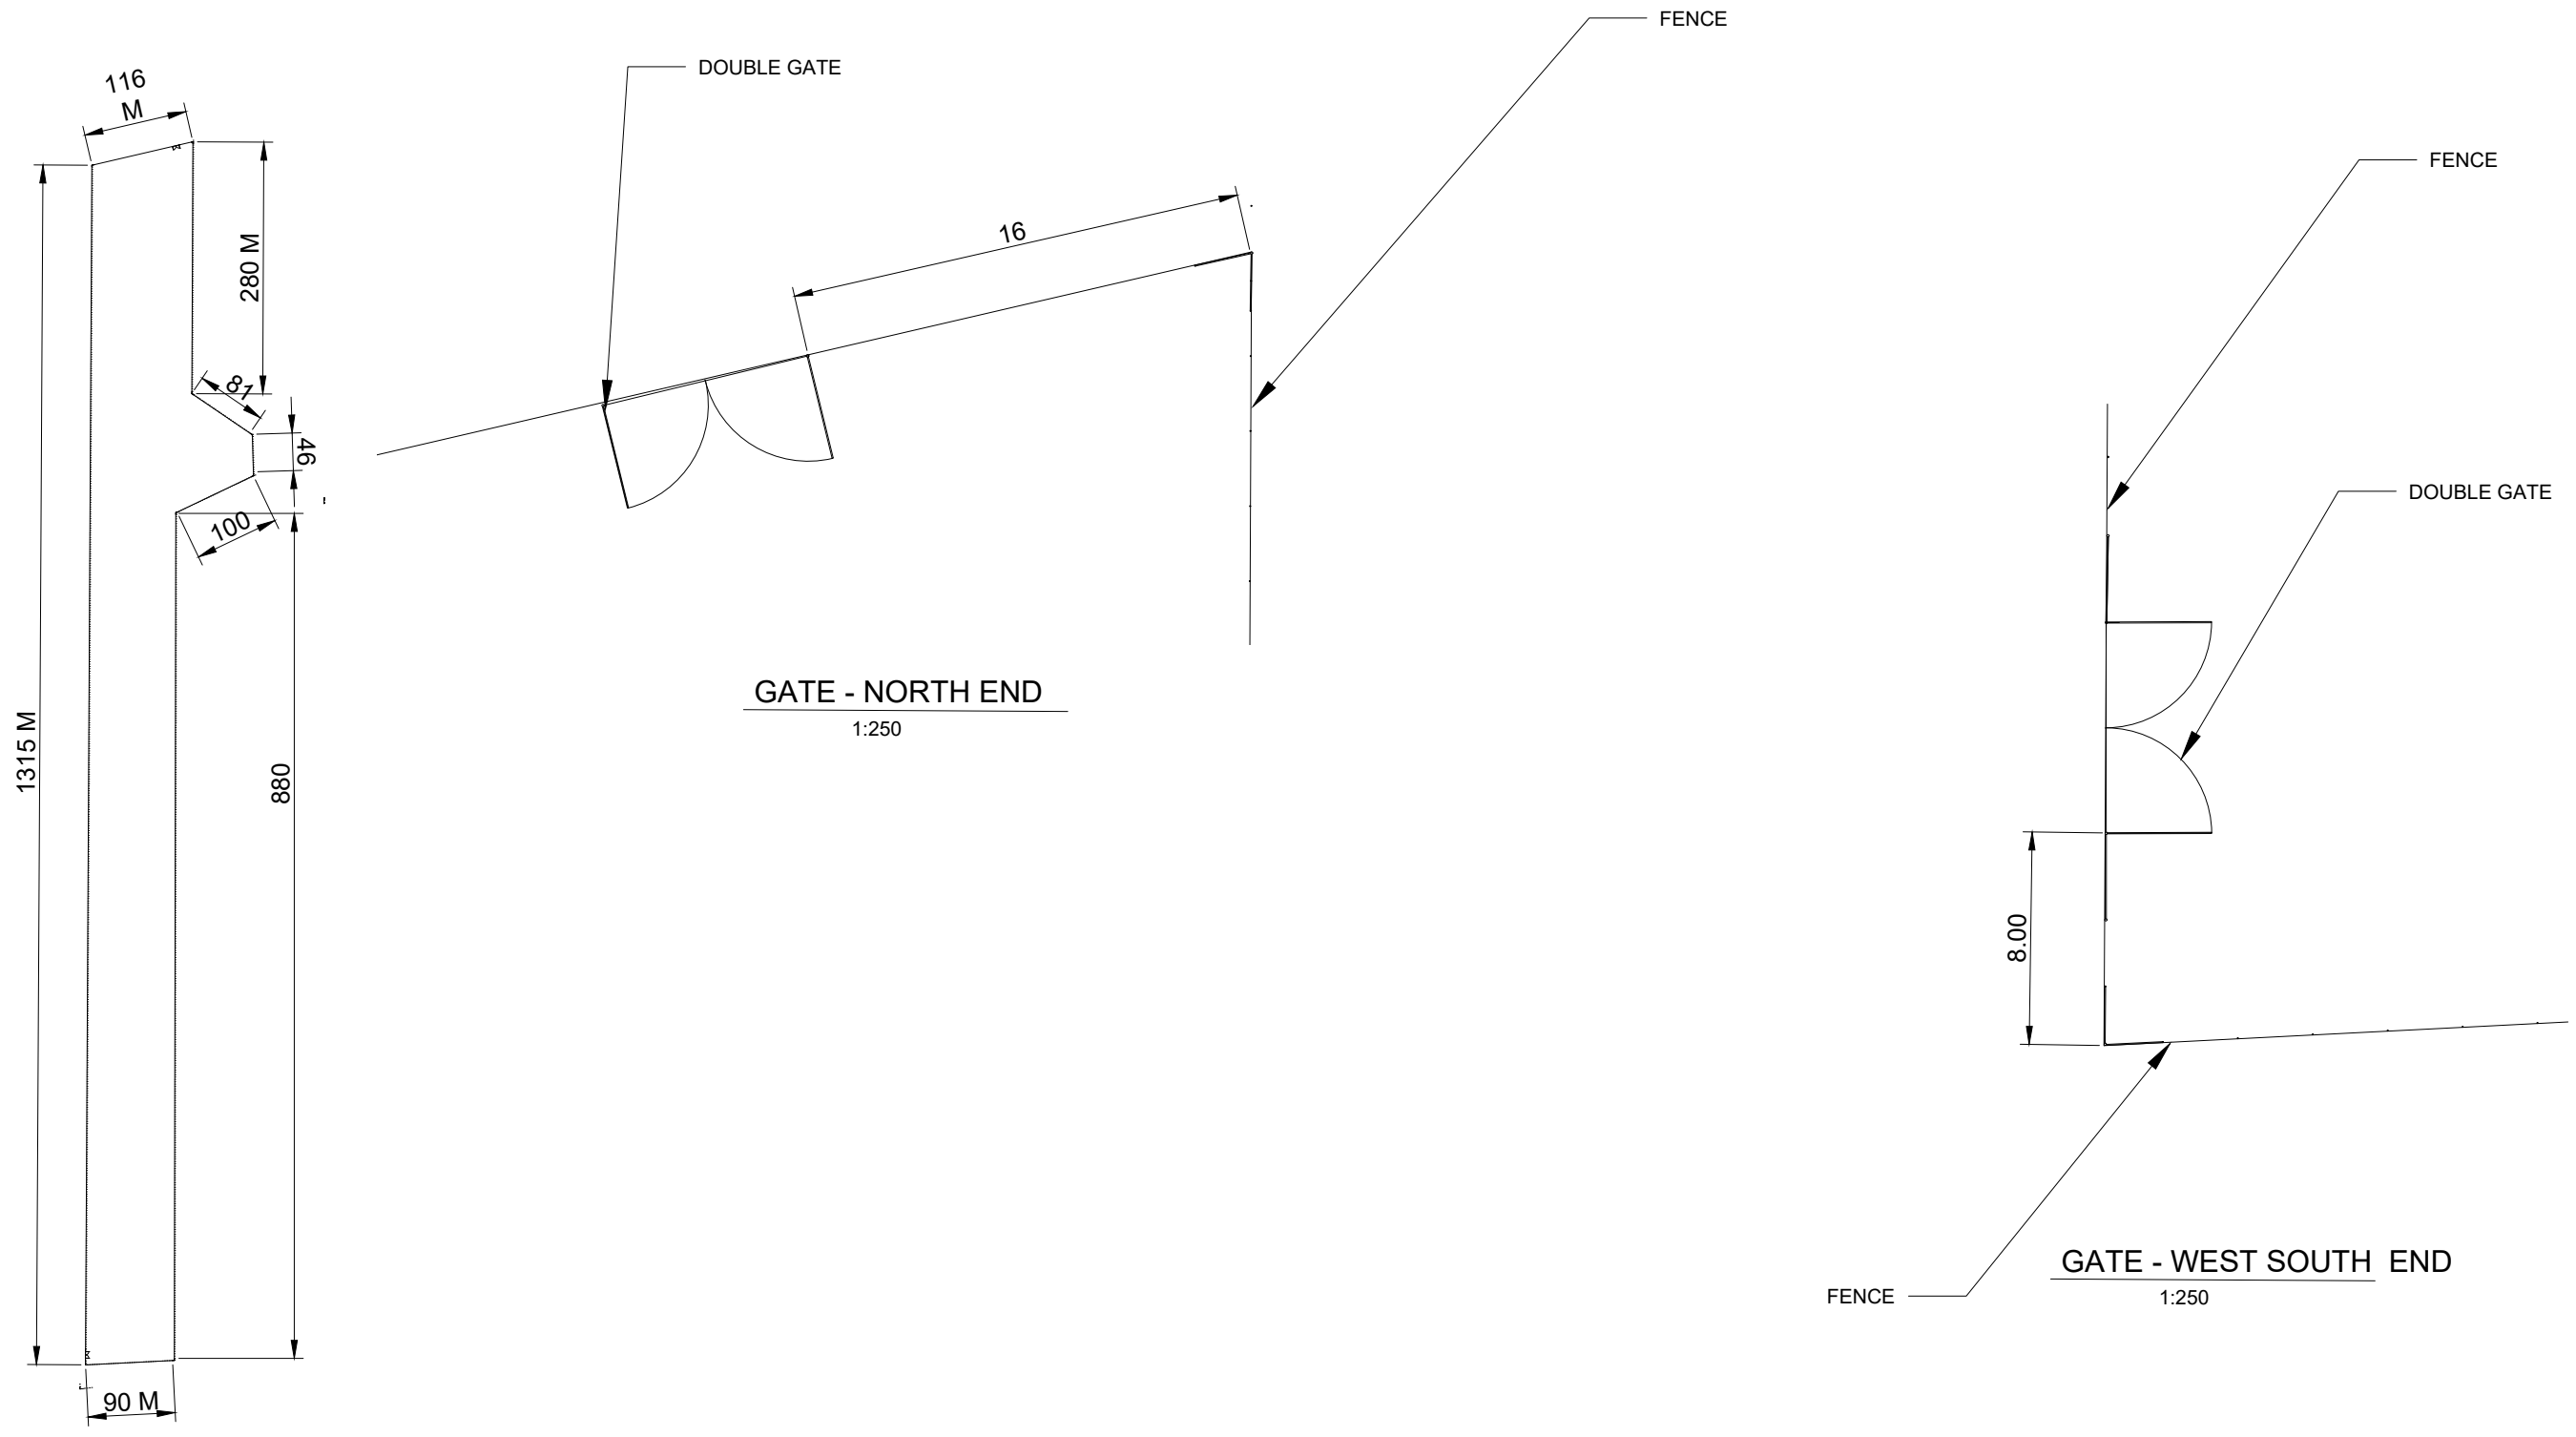 FENCE
DOUBLE GATE
116
M
FENCE
16
280 M
81
46
DOUBLE GATE
100
GATE - NORTH END
1:250
1315 M
880
8.00
GATE - WEST SOUTH END
FENCE
1:250
90 M